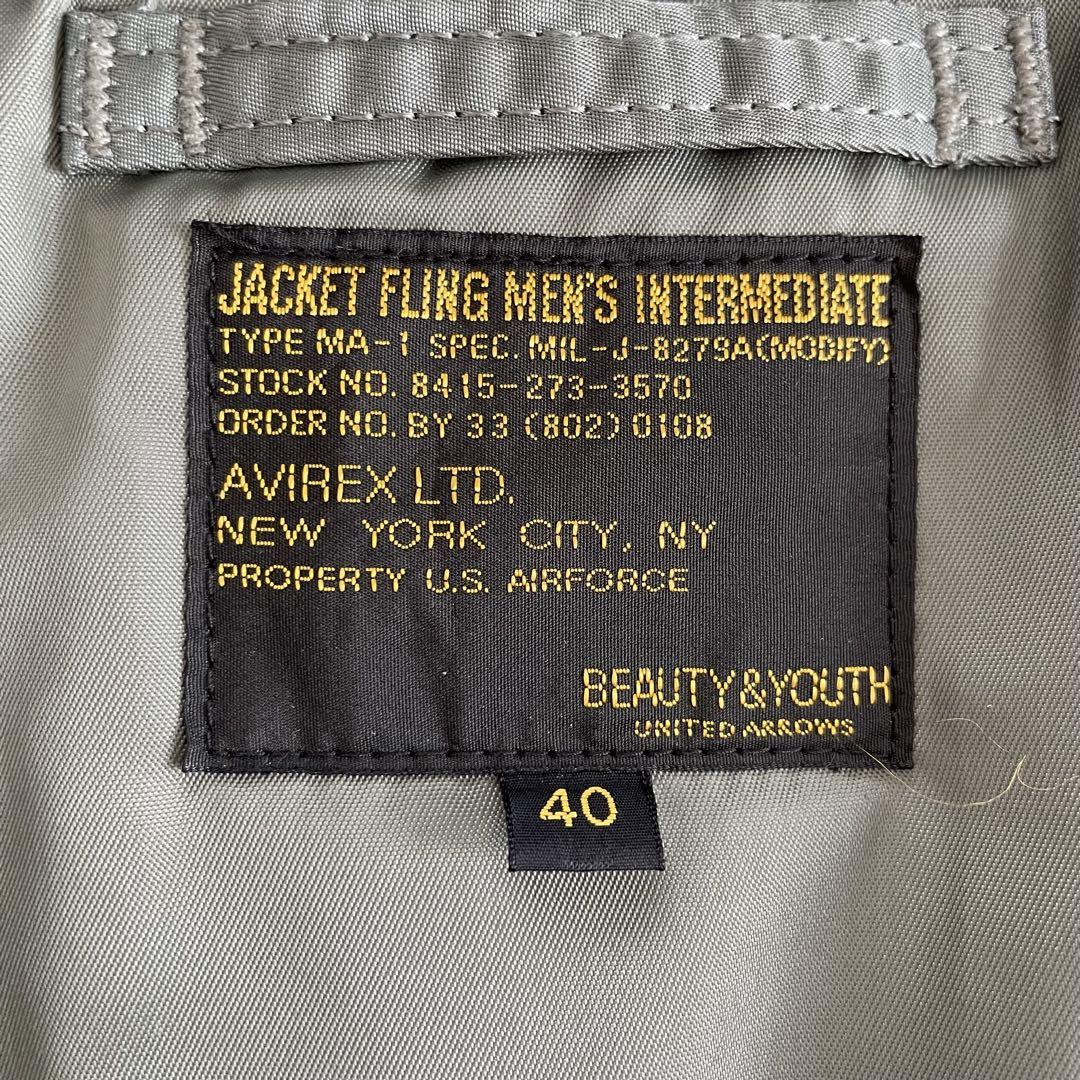 JACKET FLING MEN'S INTERMEDIATE
TYPE MA-1 SPEC. MIL-J-8279A(MODIFY)
STOCK NO. 8415-273-3570
ORDER NO. BY 33 (802) 0108
AVIREX LTD.
NEW YORK CITY, NY
PROPERTY U.S. AIRFORCE
BEAUTY&YOUTH
UNITED ARROWS
40